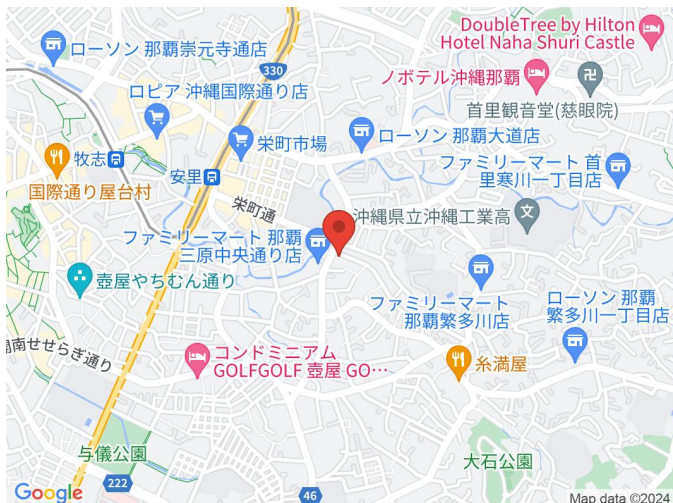 DoubleTree by Hilton
Hotel Naha Shuri Castle
ローソン 那覇崇元寺通店
330
ノボテル沖縄那覇
ロピア 沖縄国際通り店
首里観音堂(慈眼院)
牧志
栄町市場
ローソン 那覇大道店
安里
ファミリーマート 首
里寒川一丁目店
国際通り屋台村
栄町通
沖縄県立沖縄工業高
文
ファミリーマート 那覇
三原中央通り店
壺屋やちむん通り
ファミリーマート
那覇繁多川店
ローソン 那覇
繁多川一丁目店
南せせらぎ通り
コンドミニアム
GOLFGOLF 壺屋 GO…
糸満屋
与儀公園
大石公園
222
46
Google
Map data ©2024